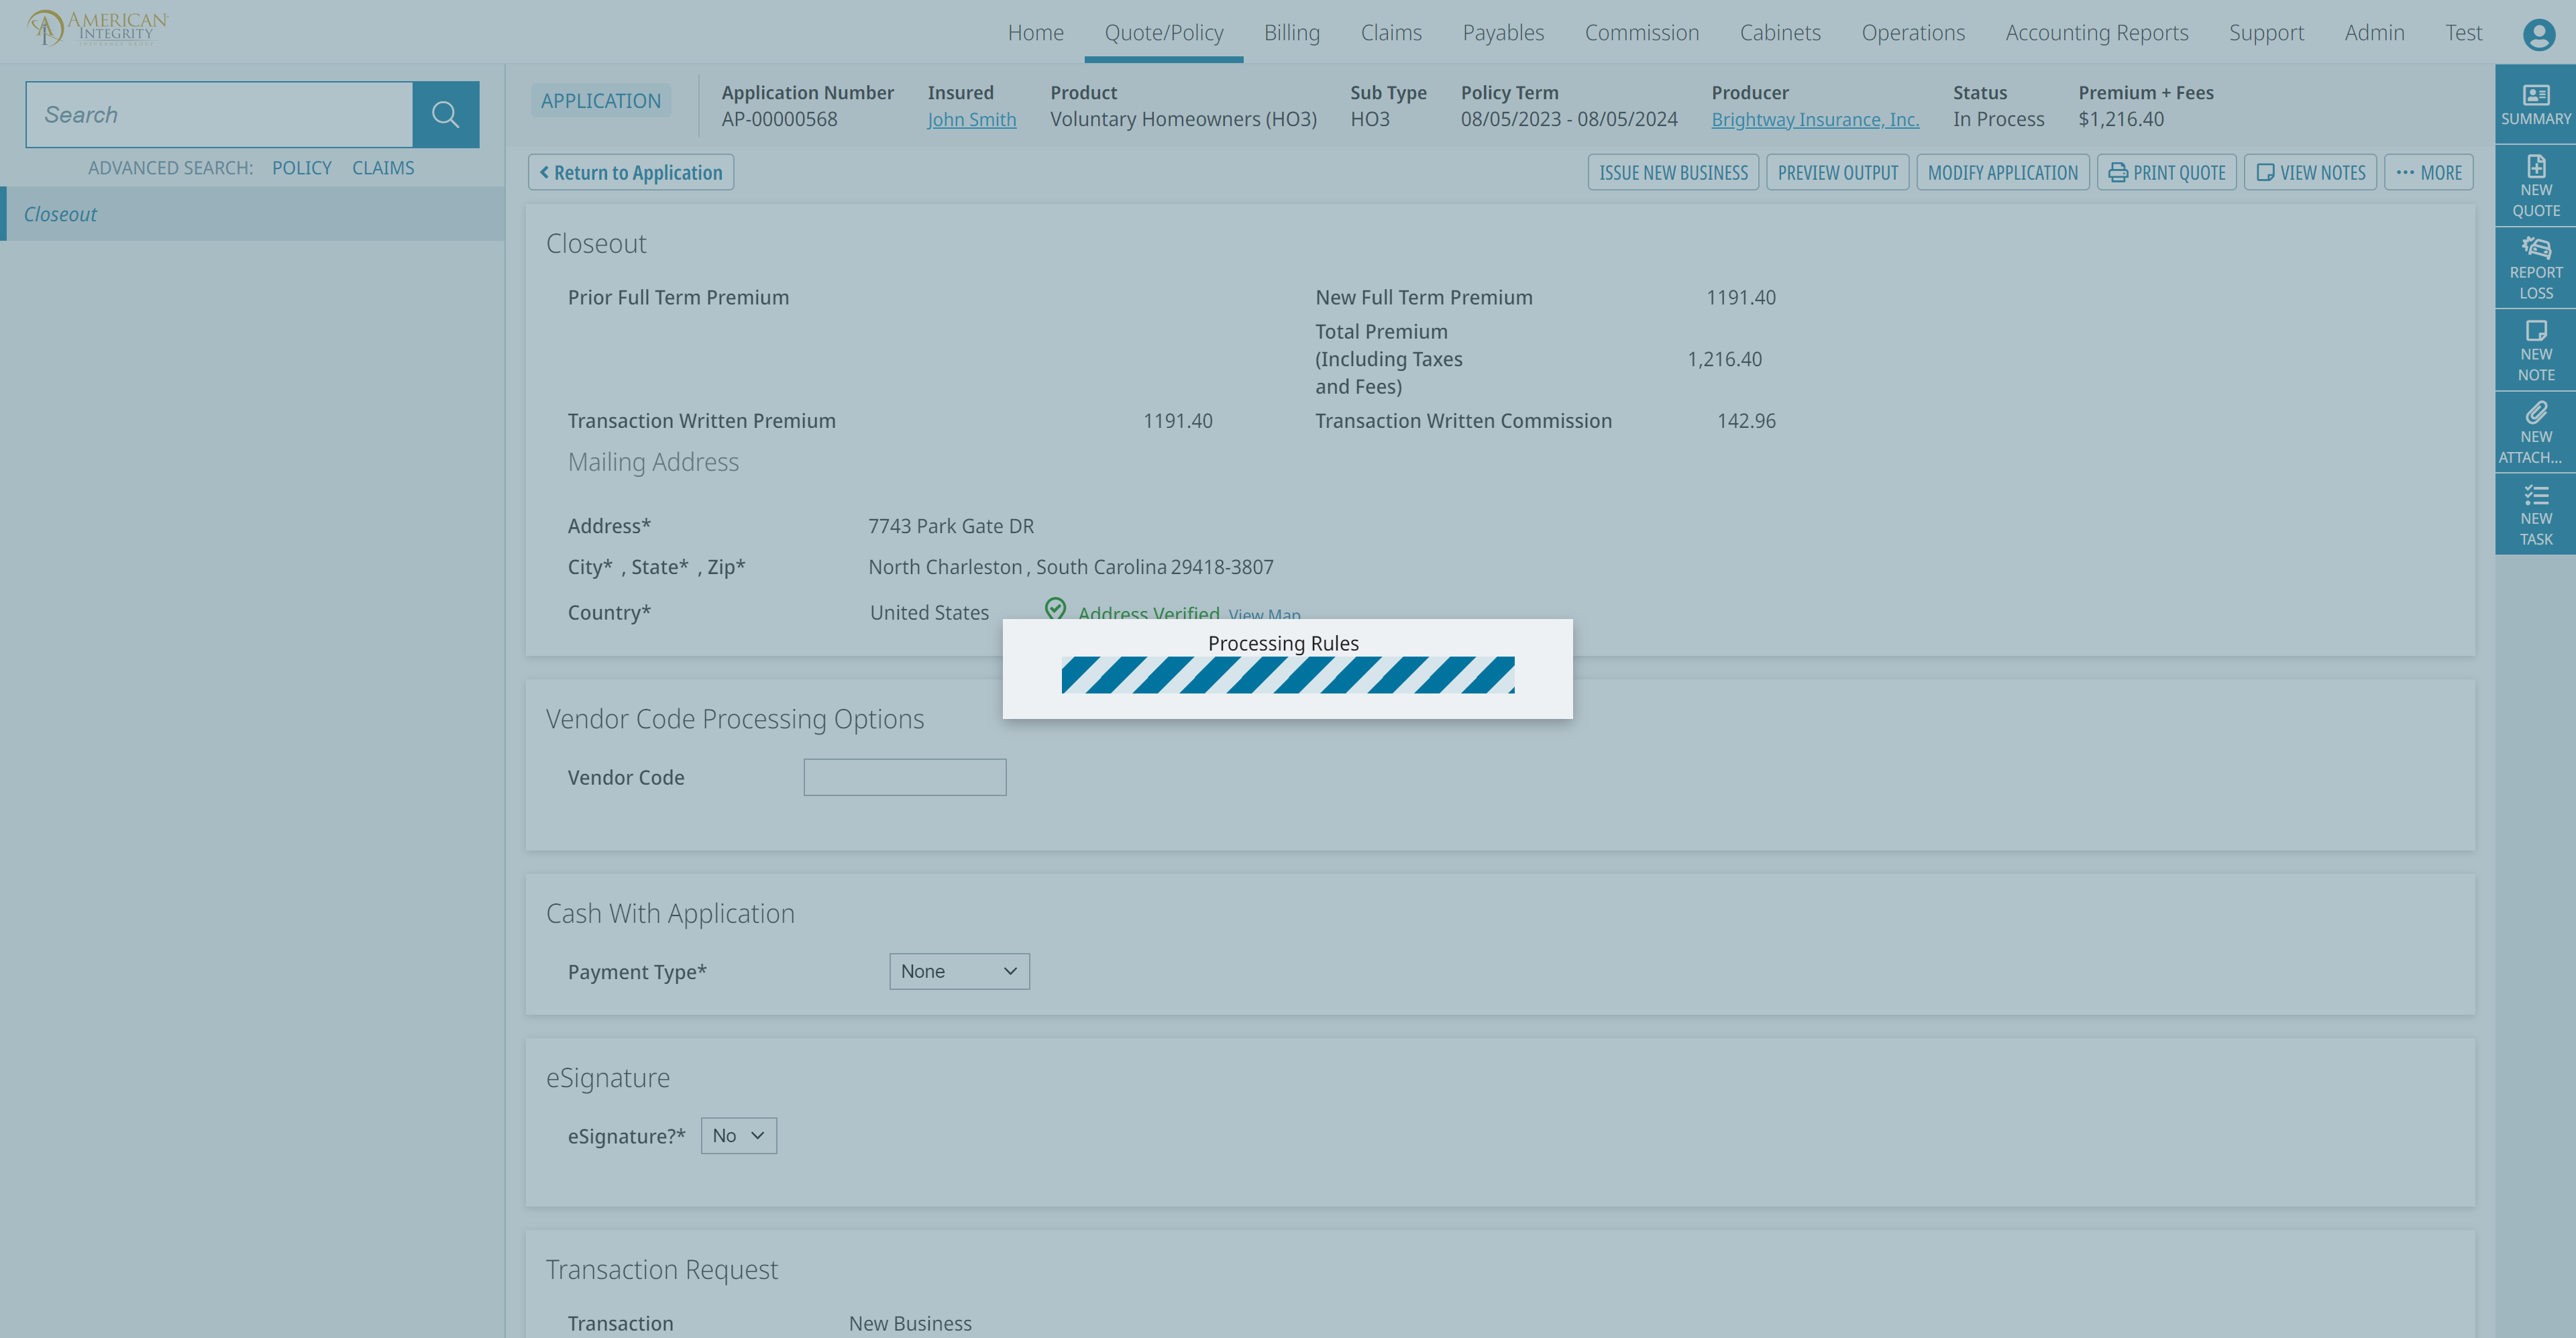 AMERICAN
INTEGRITY
Home Quote/Policy Billing Claims Payables Commission Cabinets Operations Accounting Reports Support Admin Test
Search
ADVANCED SEARCH: POLICY CLAIMS
Closeout
APPLICATION
Application Number Insured Product Sub Type Policy Term Producer Status Premium + Fees
AP-00000568 John Smith Voluntary Homeowners (HO3) HO3 08/05/2023 - 08/05/2024 Brightway Insurance, Inc. In Process $1,216.40
Return to Application ISSUE NEW BUSINESS PREVIEW OUTPUT MODIFY APPLICATION PRINT QUOTE VIEW NOTES ··· MORE
SUMMARY
NEW
QUOTE
REPORT
LOSS
NEW
NOTE
NEW
ATTACH...
NEW
TASK
Closeout
Prior Full Term Premium New Full Term Premium 1191.40
Total Premium
(Including Taxes 1,216.40
and Fees)
Transaction Written Premium 1191.40 Transaction Written Commission 142.96
Mailing Address
Address* 7743 Park Gate DR
City* , State* , Zip* North Charleston , South Carolina 29418-3807
Country* United States Address Verified View Map
Processing Rules
Vendor Code Processing Options
Vendor Code
Cash With Application
Payment Type* None
eSignature
eSignature?* No
Transaction Request
Transaction New Business